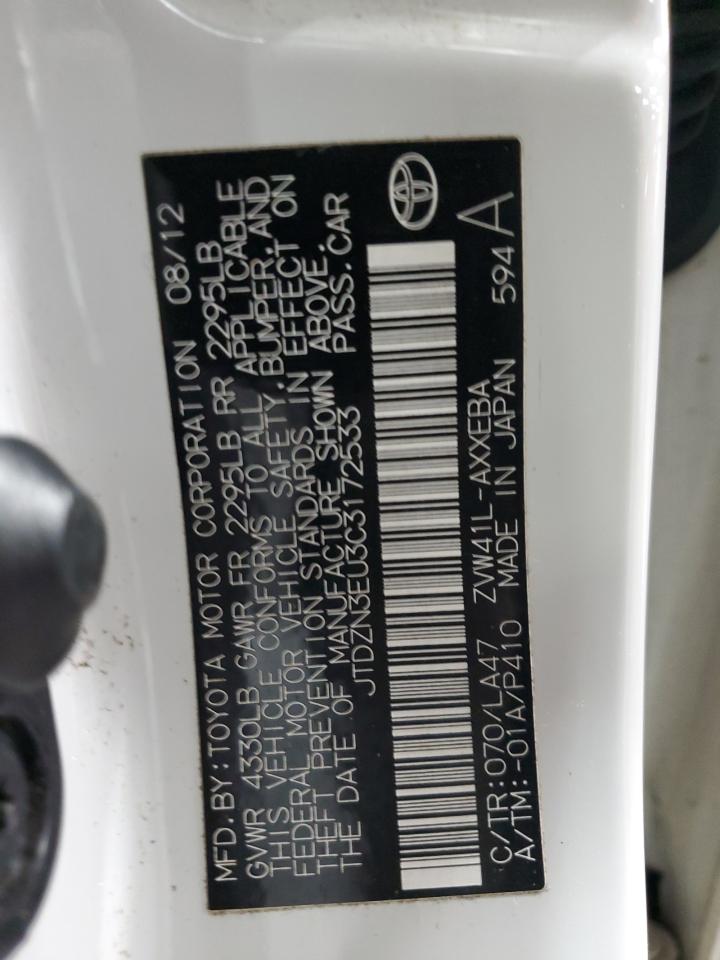 MFD.BY:TOYOTA MOTOR CORPORATION 08/12
GVWR 4330LB GAWR FR 2295LB RR 2295LB
THIS VEHICLE CONFORMS TO ALL APPLICABLE
FEDERAL MOTOR VEHICLE SAFETY,BUMPER,AND
THEFT PREVENTION STANDARDS IN EFFECT ON
THE DATE OF MANUFACTURE SHOWN ABOVE.
JTDZN3EU3C3172533 PASS.CAR
C/TR:070/LA47 ZVW41L-AXXEBA
A/TM:-01A/P410 MADE IN JAPAN 594 A